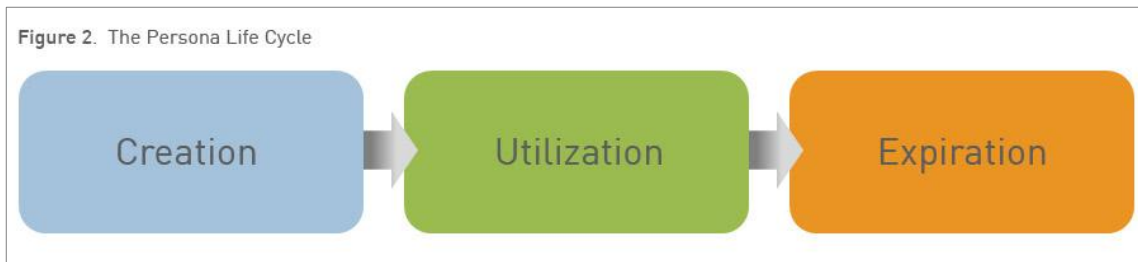 Figure 2. The Persona Life Cycle
Creation
Utilization
Expiration